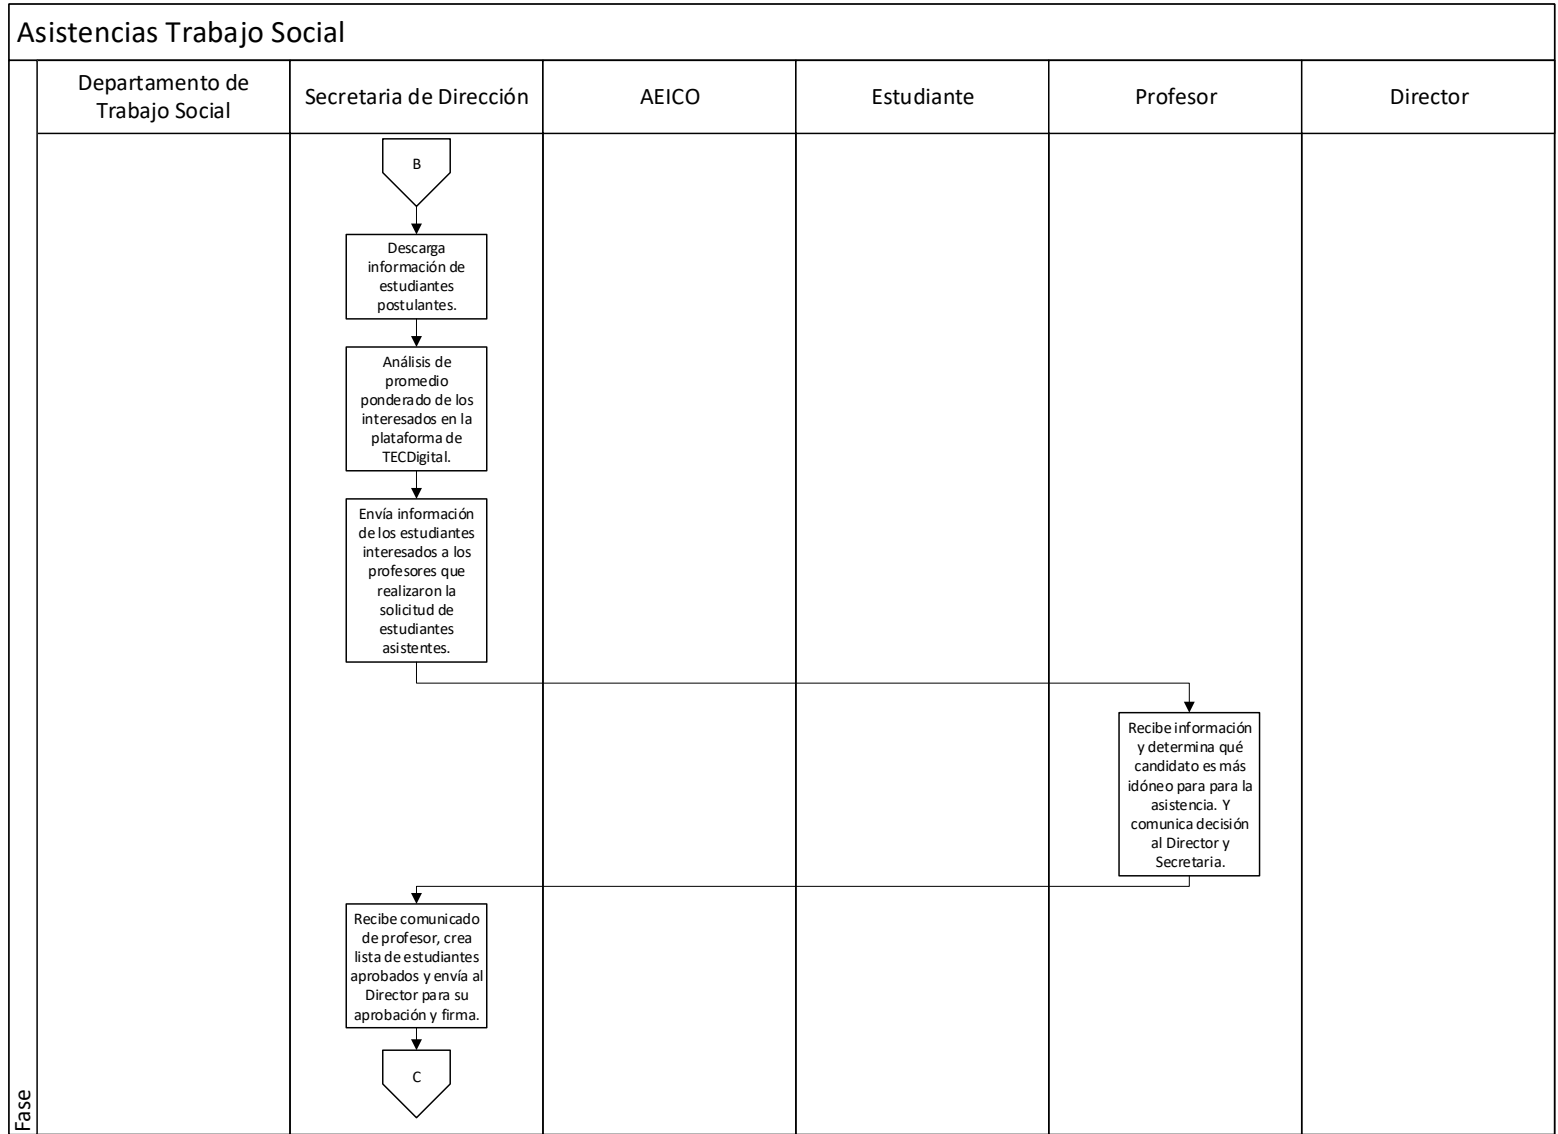 Asistencias Trabajo Social
Departamento de
Trabajo Social
Secretaria de Dirección
AEICO
Estudiante
Profesor
Director
B
Descarga
información de
estudiantes
postulantes.
Análisis de
promedio
ponderado de los
interesados en la
plataforma de
TECDigital.
Envía información
de los estudiantes
interesados a los
profesores que
realizaron la
solicitud de
estudiantes
asistentes.
Recibe información
y determina qué
candidato es más
idóneo para para la
asistencia. Y
comunica decisión
al Director y
Secretaria.
Recibe comunicado
de profesor, crea
lista de estudiantes
aprobados y envía al
Director para su
aprobación y firma.
C
Fase